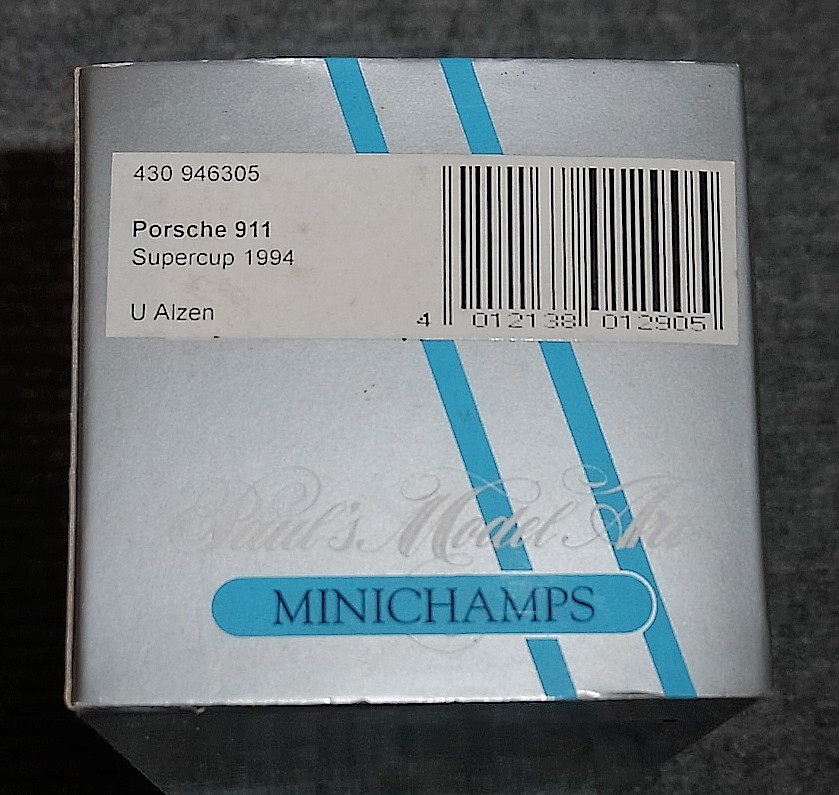 430 946305
Porsche 911
Supercup 1994
U Alzen
4 012138 012905
Paul's Model Art
MINICHAMPS